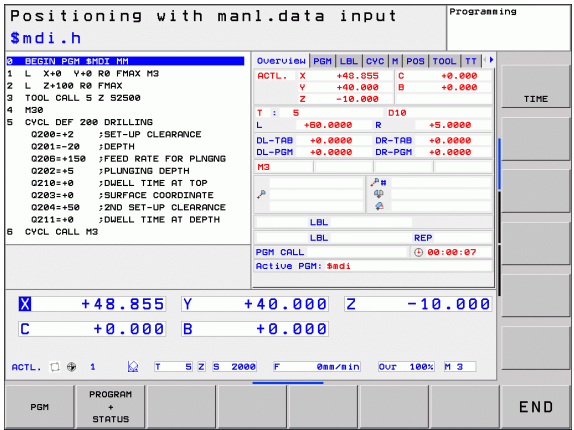 Positioning with manl.data input
Programming
$mdi.h
0 BEGIN PGM $MDI MM
1 L X+0 Y+0 R0 FMAX M3
2 L Z+100 R0 FMAX
3 TOOL CALL 5 Z S2500
4 M30
5 CYCL DEF 200 DRILLING
Q200=+2 ;SET-UP CLEARANCE
Q201=-20 ;DEPTH
Q206=+150 ;FEED RATE FOR PLNGNG
Q202=+5 ;PLUNGING DEPTH
Q210=+0 ;DWELL TIME AT TOP
Q203=+0 ;SURFACE COORDINATE
Q204=+50 ;2ND SET-UP CLEARANCE
Q211=+0 ;DWELL TIME AT DEPTH
6 CYCL CALL M3
Overview PGM LBL CYC M POS TOOL TT
ACTL. X +48.855 C +0.000
Y +40.000 B +0.000
Z -10.000
T : 5 D10
L +60.0000 R +5.0000
DL-TAB +0.0000 DR-TAB +0.0000
DL-PGM +0.0000 DR-PGM +0.0000
M3
#
LBL
LBL REP
PGM CALL 00:00:07
Active PGM: $mdi
TIME
X +48.855 Y +40.000 Z -10.000
C +0.000 B +0.000
ACTL. 1 T 5 Z S 2000 F 0mm/min Ovr 100% M 3
PGM
PROGRAM
+
STATUS
END